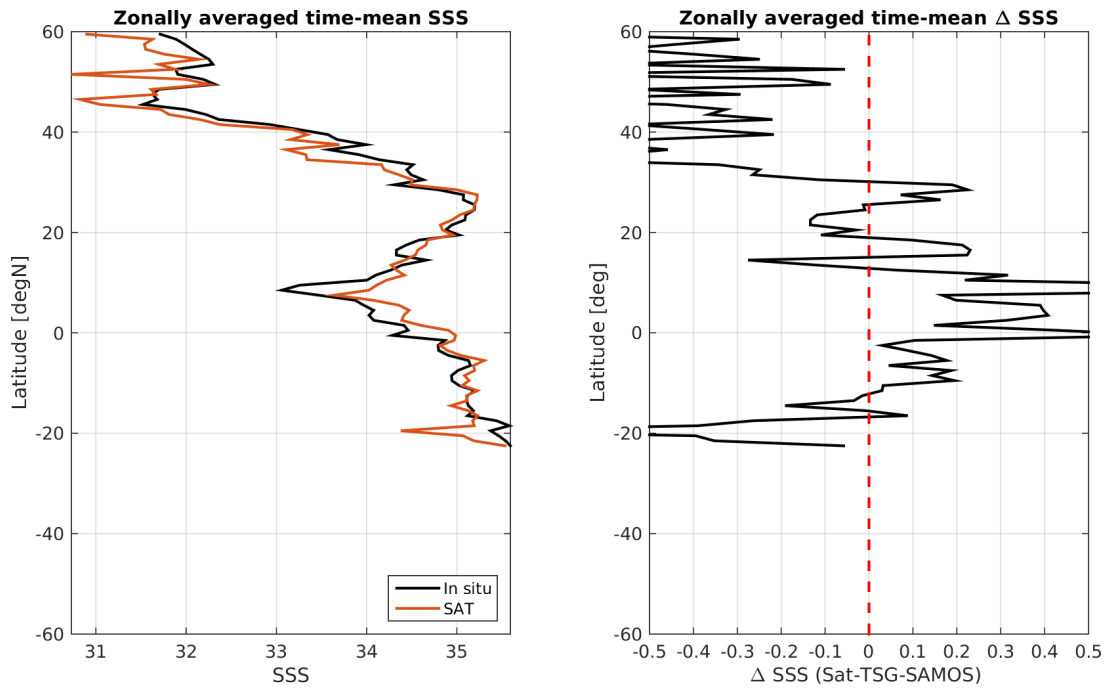 Zonally averaged time-mean SSS
60
40
20
0
-20
-40
-60
Latitude [degN]
In situ
SAT
31 32 33 34 35
SSS
Zonally averaged time-mean Δ SSS
60
40
20
0
-20
-40
-60
Latitude [deg]
-0.5 -0.4 -0.3 -0.2 -0.1 0 0.1 0.2 0.3 0.4 0.5
Δ SSS (Sat-TSG-SAMOS)